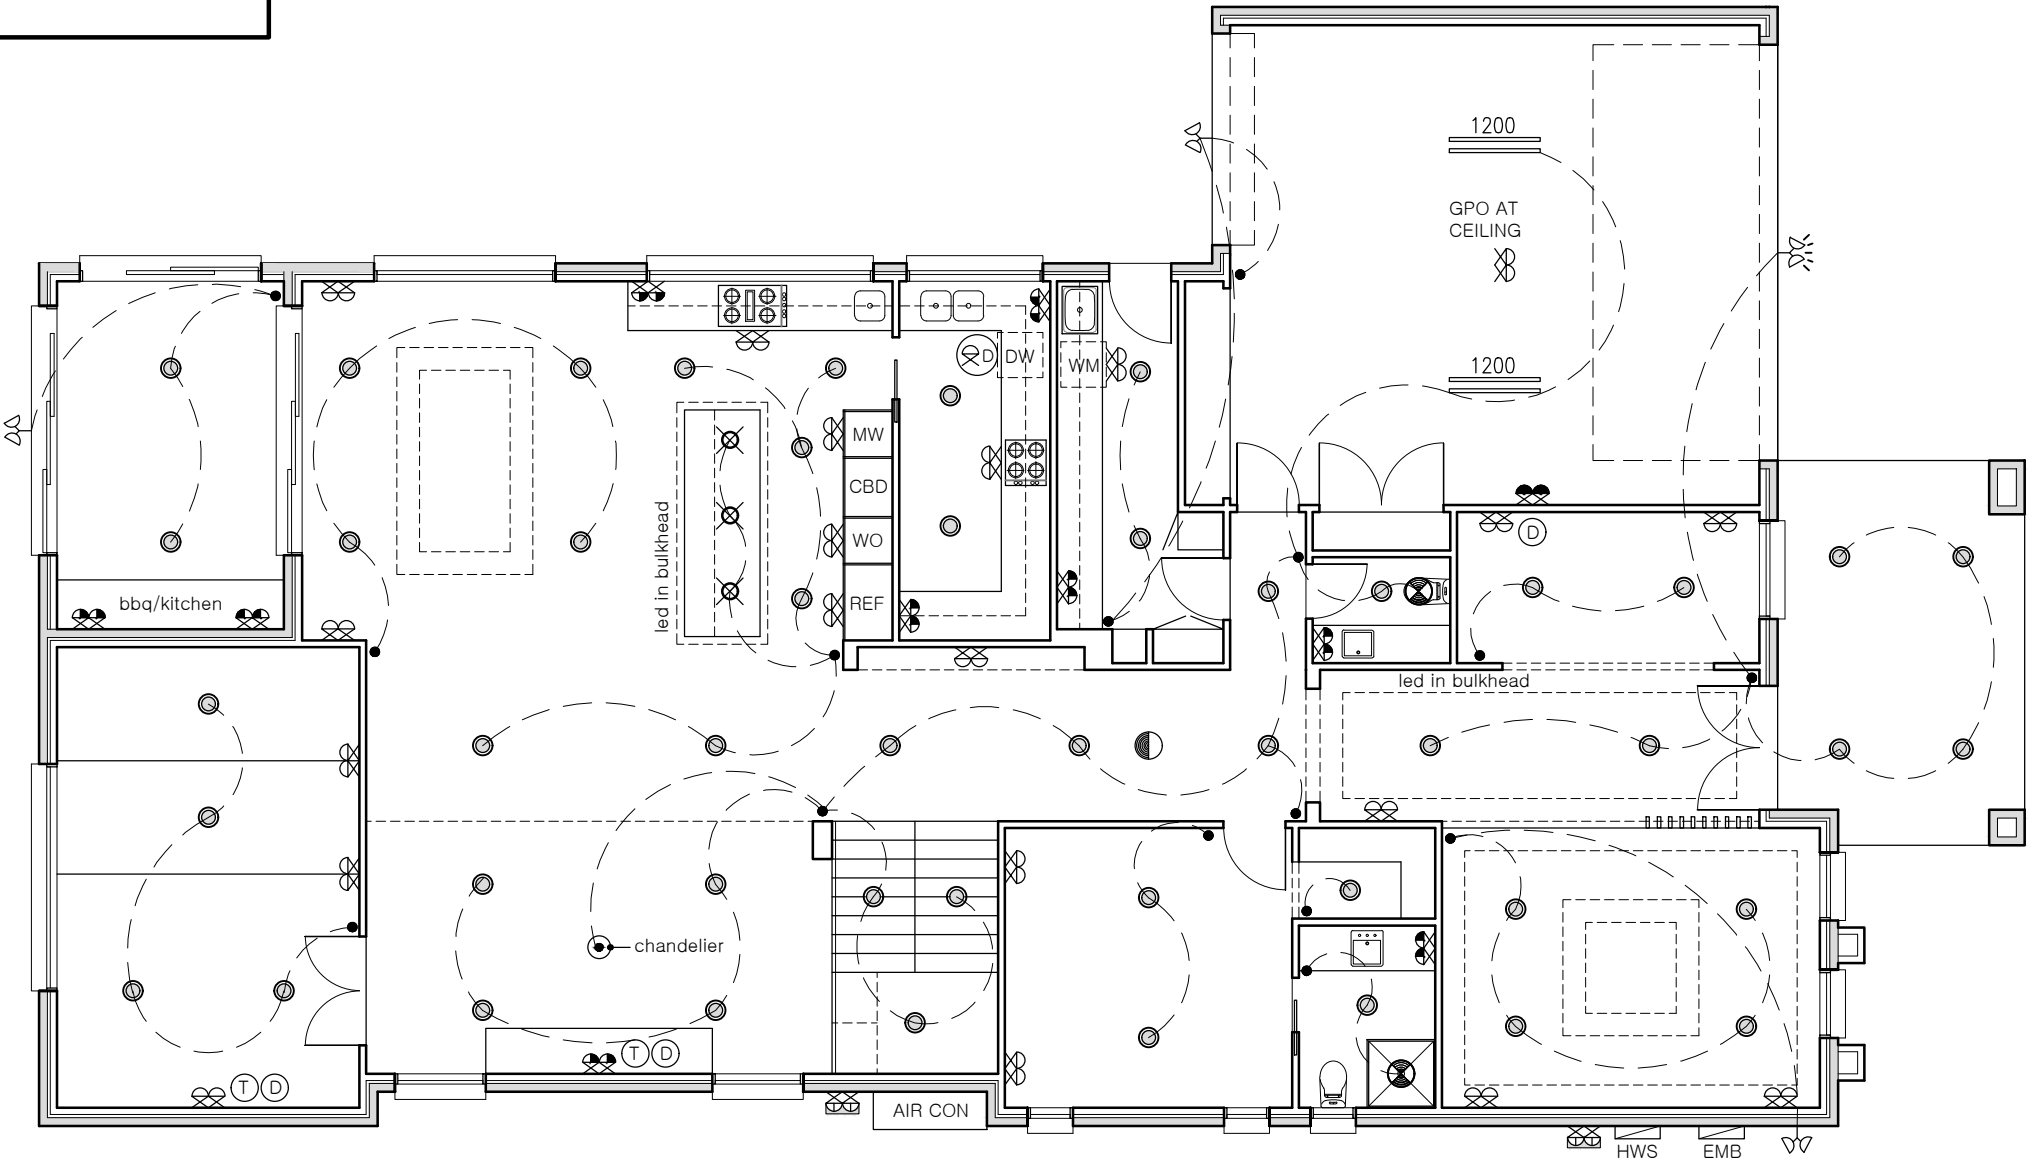 1200
GPO AT
CEILING
1200
D
DW
WM
MW
CBD
WO
REF
led in bulkhead
D
bbq/kitchen
led in bulkhead
chandelier
T D
T D
AIR CON
HWS
EMB